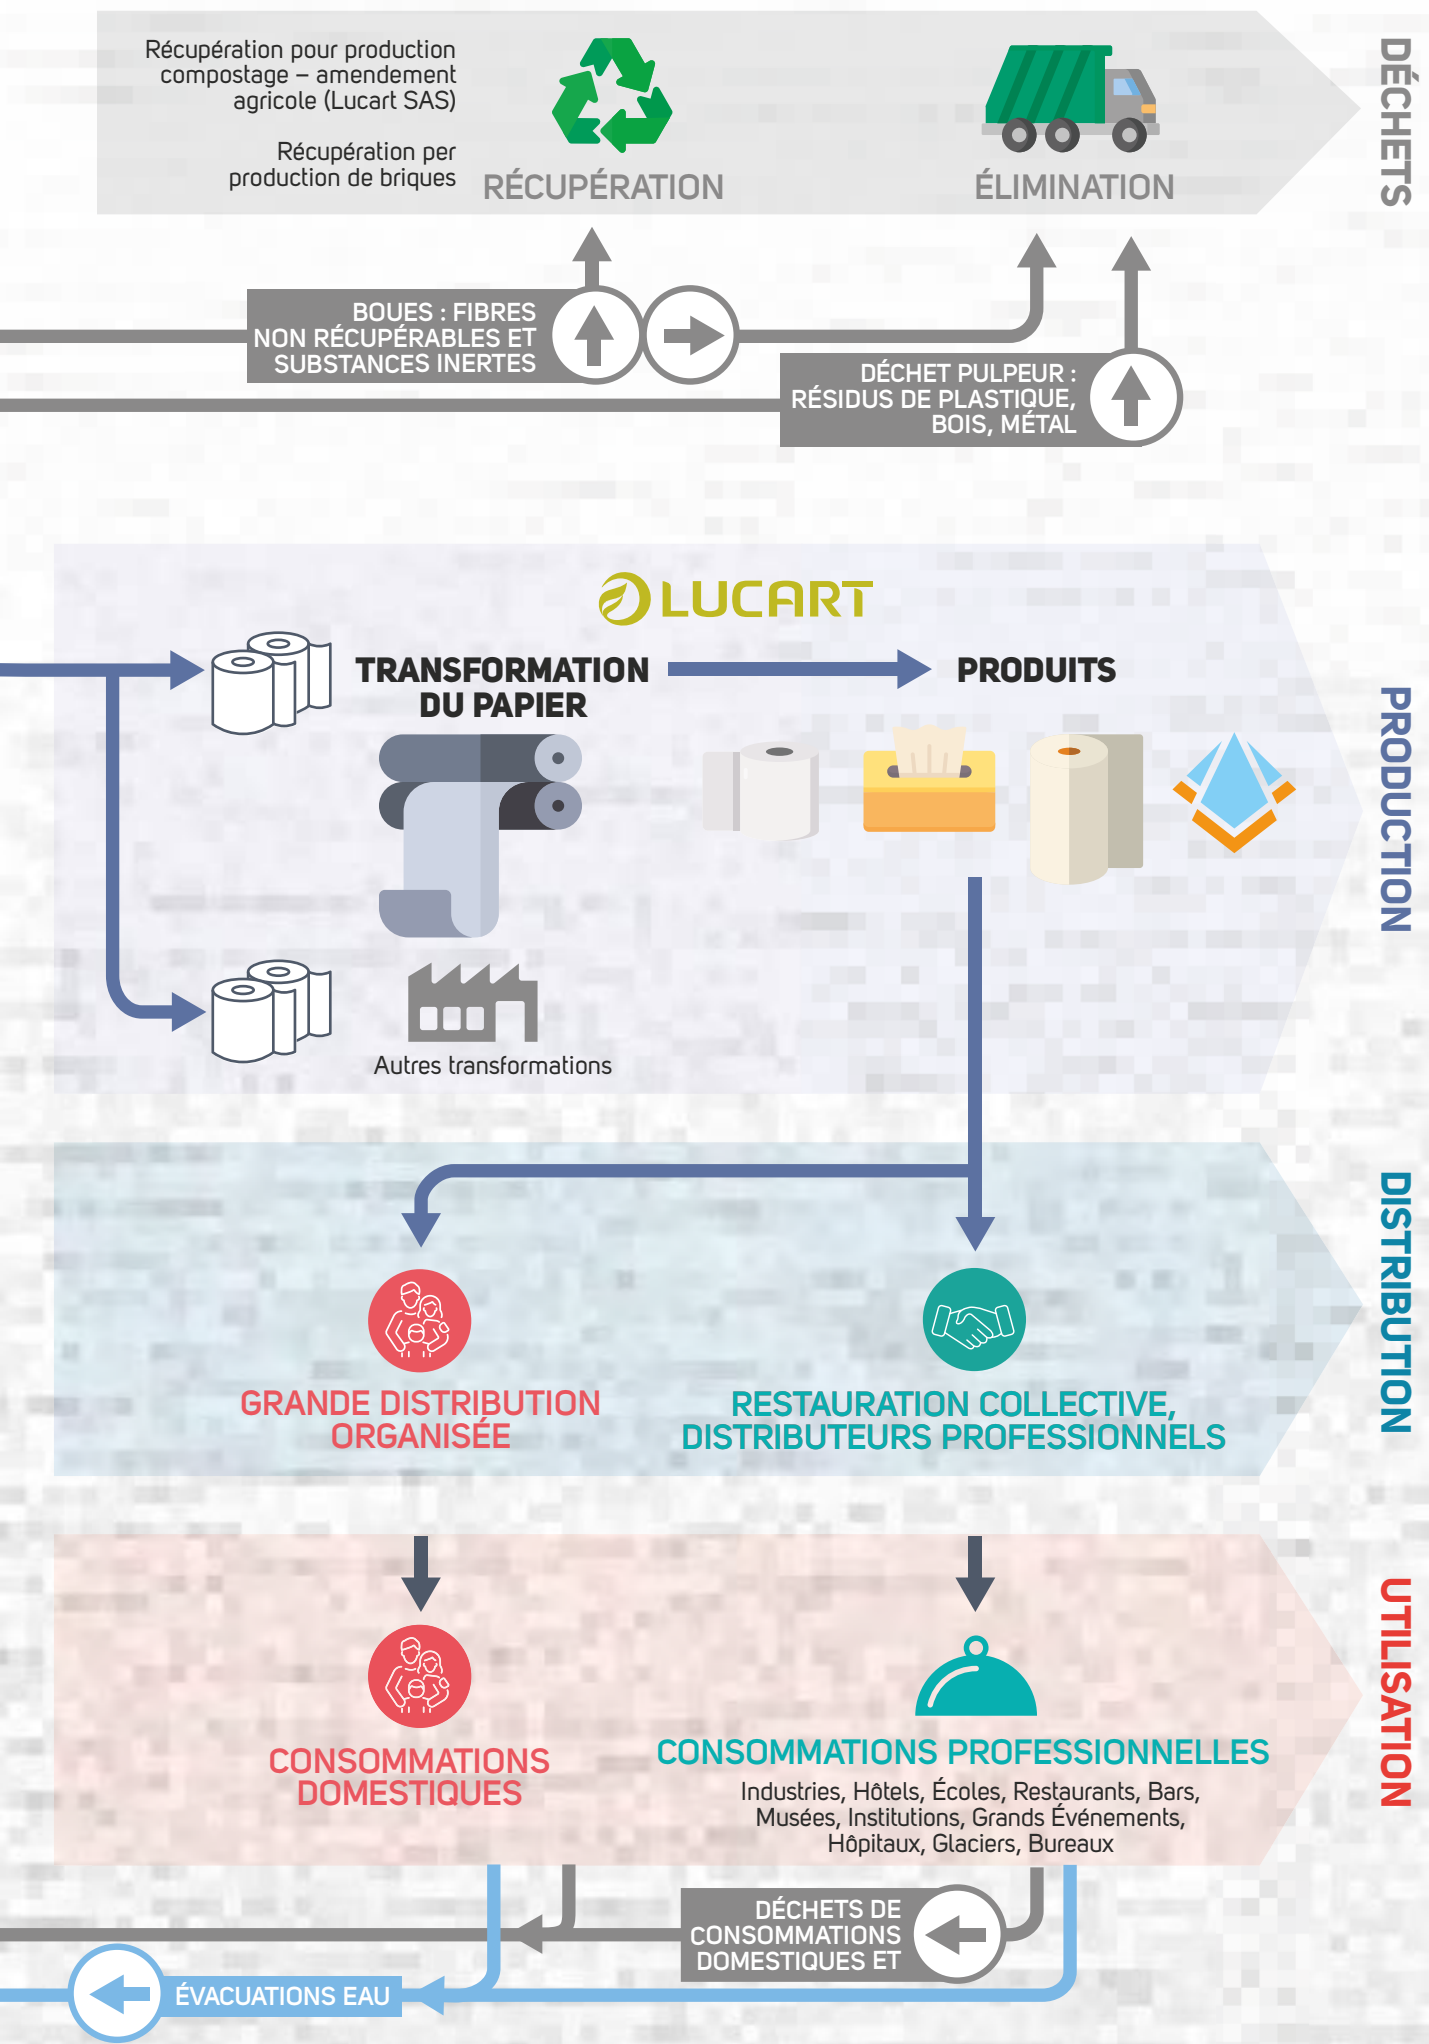 Récupération pour production
compostage – amendement
agricole (Lucart SAS)
Récupération per
production de briques
RÉCUPÉRATION
ÉLIMINATION
DÉCHETS
BOUES : FIBRES
NON RÉCUPÉRABLES ET
SUBSTANCES INERTES
DÉCHET PULPEUR :
RÉSIDUS DE PLASTIQUE,
BOIS, MÉTAL
LUCART
TRANSFORMATION
DU PAPIER
PRODUITS
PRODUCTION
Autres transformations
DISTRIBUTION
GRANDE DISTRIBUTION
ORGANISÉE
RESTAURATION COLLECTIVE,
DISTRIBUTEURS PROFESSIONNELS
UTILISATION
CONSOMMATIONS
DOMESTIQUES
CONSOMMATIONS PROFESSIONNELLES
Industries, Hôtels, Écoles, Restaurants, Bars,
Musées, Institutions, Grands Événements,
Hôpitaux, Glaciers, Bureaux
DÉCHETS DE
CONSOMMATIONS
DOMESTIQUES ET
ÉVACUATIONS EAU